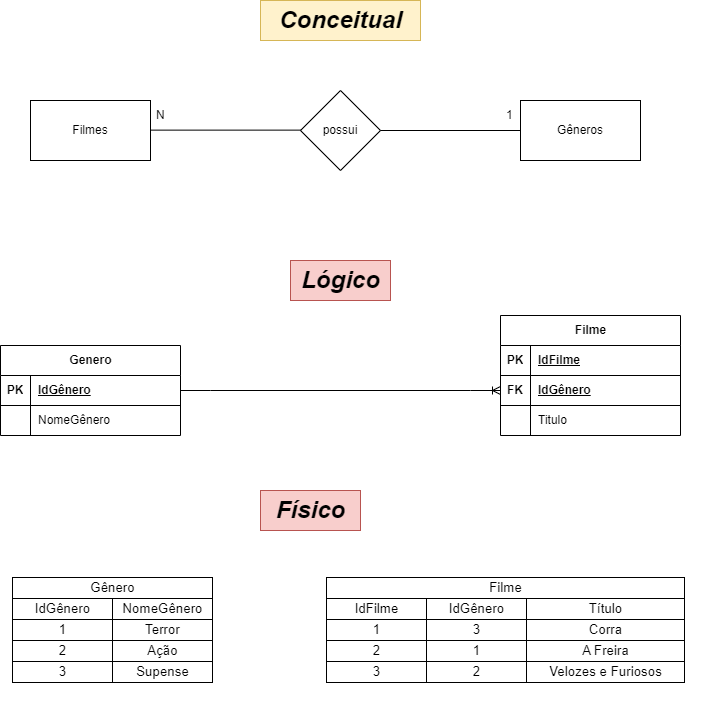 Conceitual
N
1
Filmes
possui
Gêneros
Lógico
Filme
Genero
PK IdFilme
PK IdGênero
FK IdGênero
NomeGênero
Titulo
Físico
Gênero
IdGênero NomeGênero
1 Terror
2 Ação
3 Supense
Filme
IdFilme IdGênero Título
1 3 Corra
2 1 A Freira
3 2 Velozes e Furiosos